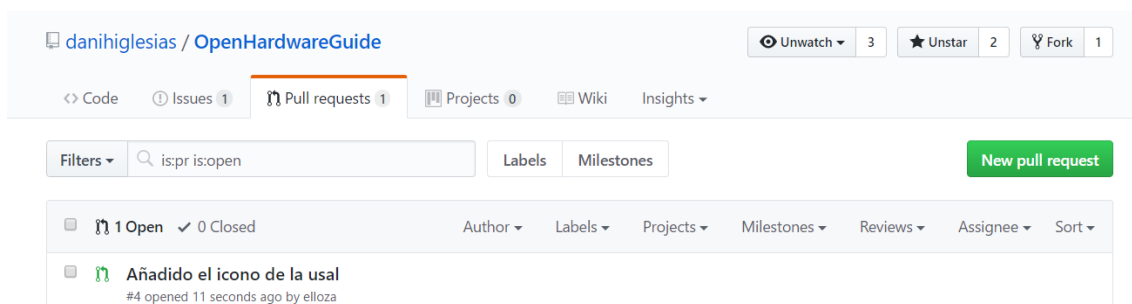 danihiglesias / OpenHardwareGuide Unwatch 3 Unstar 2 Fork 1
<> Code Issues 1 Pull requests 1 Projects 0 Wiki Insights
Filters is:pr is:open Labels Milestones New pull request
1 Open 0 Closed Author Labels Projects Milestones Reviews Assignee Sort
Añadido el icono de la usal
#4 opened 11 seconds ago by elloza